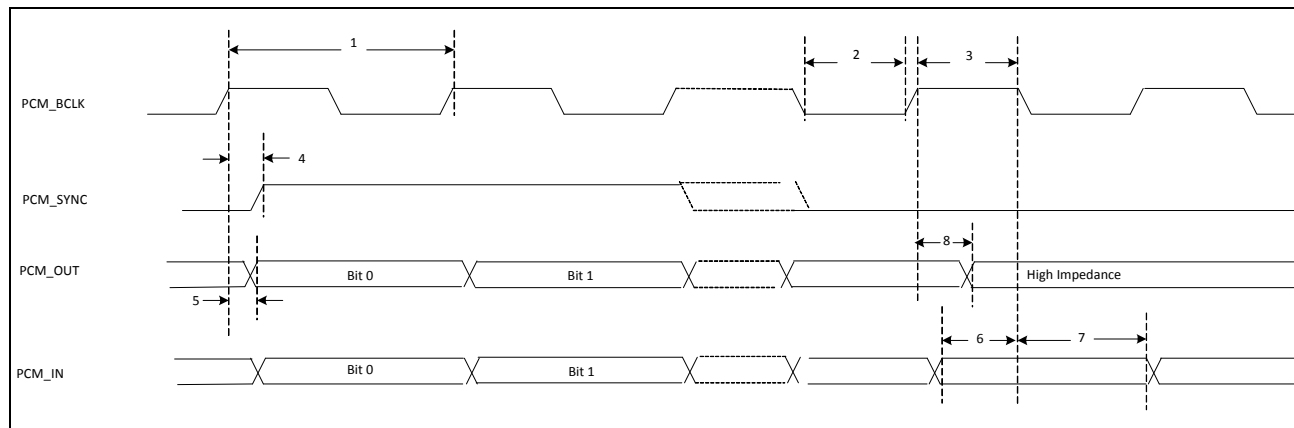 1
2
3
PCM_BCLK
4
PCM_SYNC
8
PCM_OUT
Bit 0
Bit 1
High Impedance
5
6
7
PCM_IN
Bit 0
Bit 1